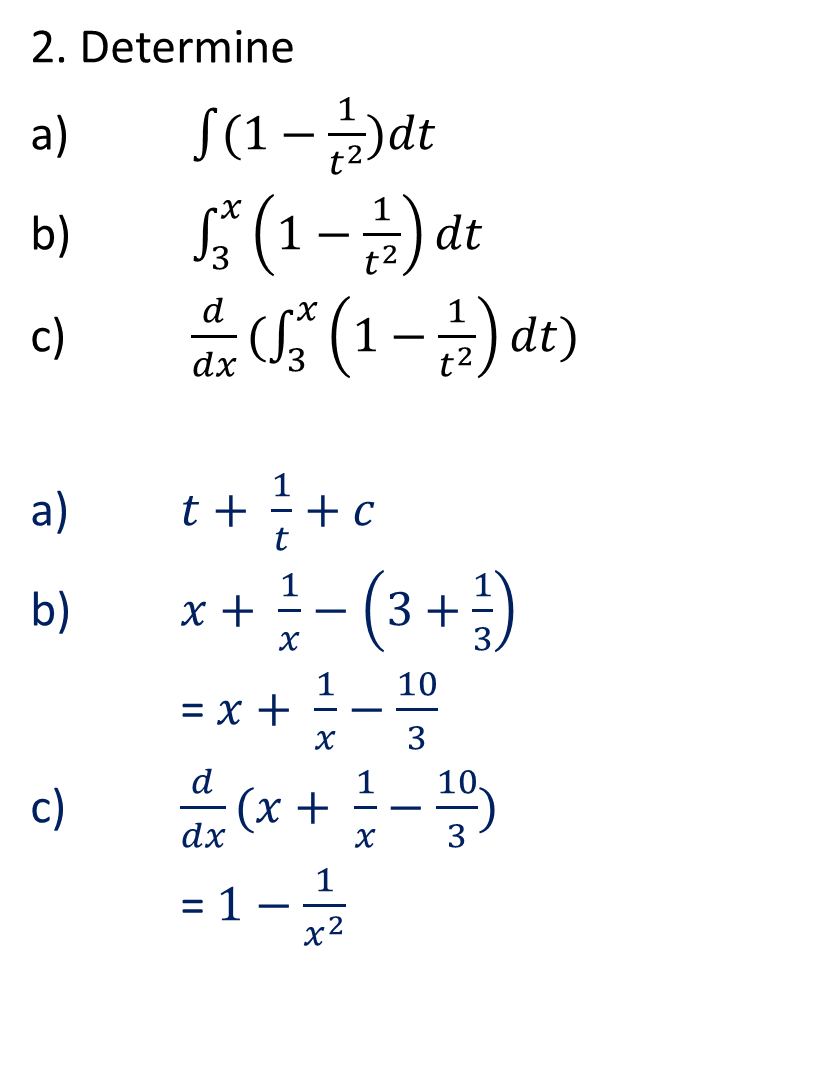 2. Determine
a) ∫(1 − 1/t²)dt
b) ∫₃ˣ (1 − 1/t²) dt
c) d/dx (∫₃ˣ (1 − 1/t²) dt)
a) t + 1/t + c
b) x + 1/x − (3 + 1/3)
= x + 1/x − 10/3
c) d/dx (x + 1/x − 10/3)
= 1 − 1/x²